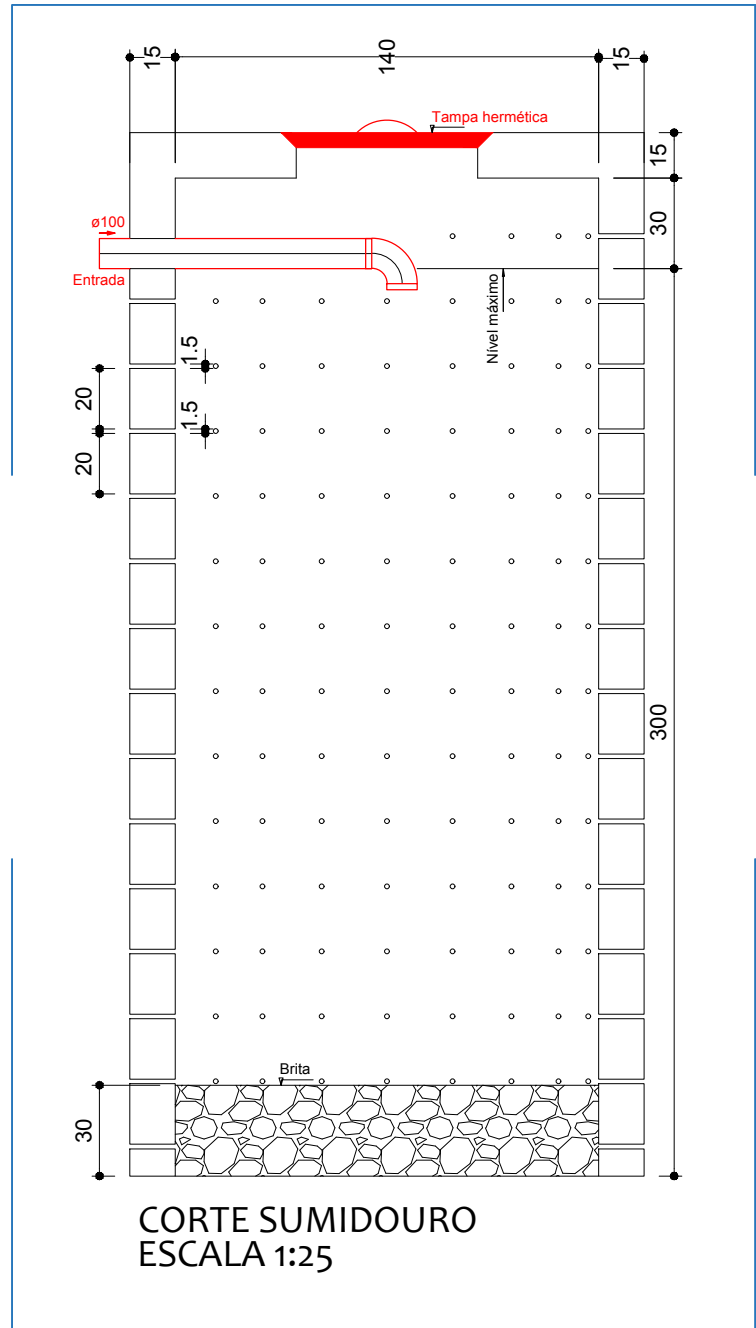 15
140
15
Tampa hermética
15
30
ø100
Entrada
Nível máximo
1.5
20
1.5
20
300
Brita
30
CORTE SUMIDOURO
ESCALA 1:25